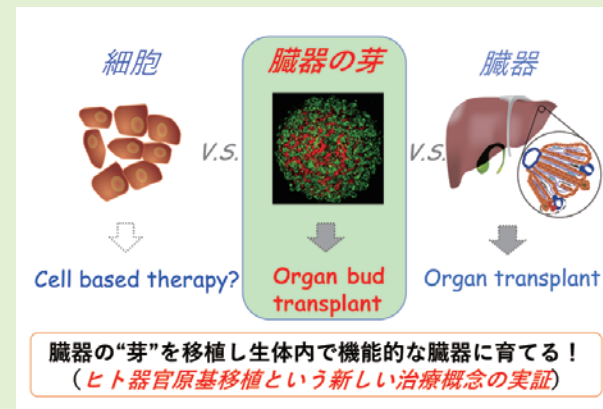 細胞
臓器の芽
臓器
V.S.
V.S.
Cell based therapy?
Organ bud
transplant
Organ transplant
臓器の“芽”を移植し生体内で機能的な臓器に育てる！
（ヒト器官原基移植という新しい治療概念の実証）